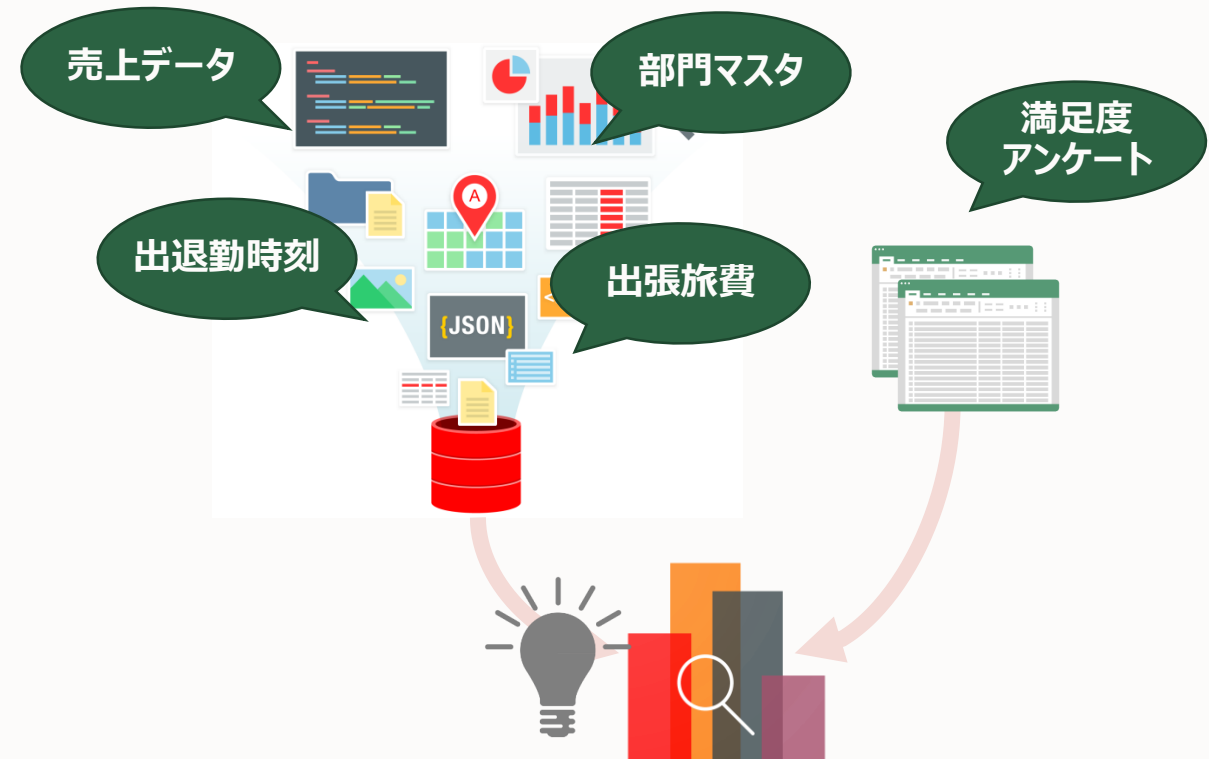 売上データ
部門マスタ
満足度
アンケート
A
出退勤時刻
出張旅費
{JSON}
<